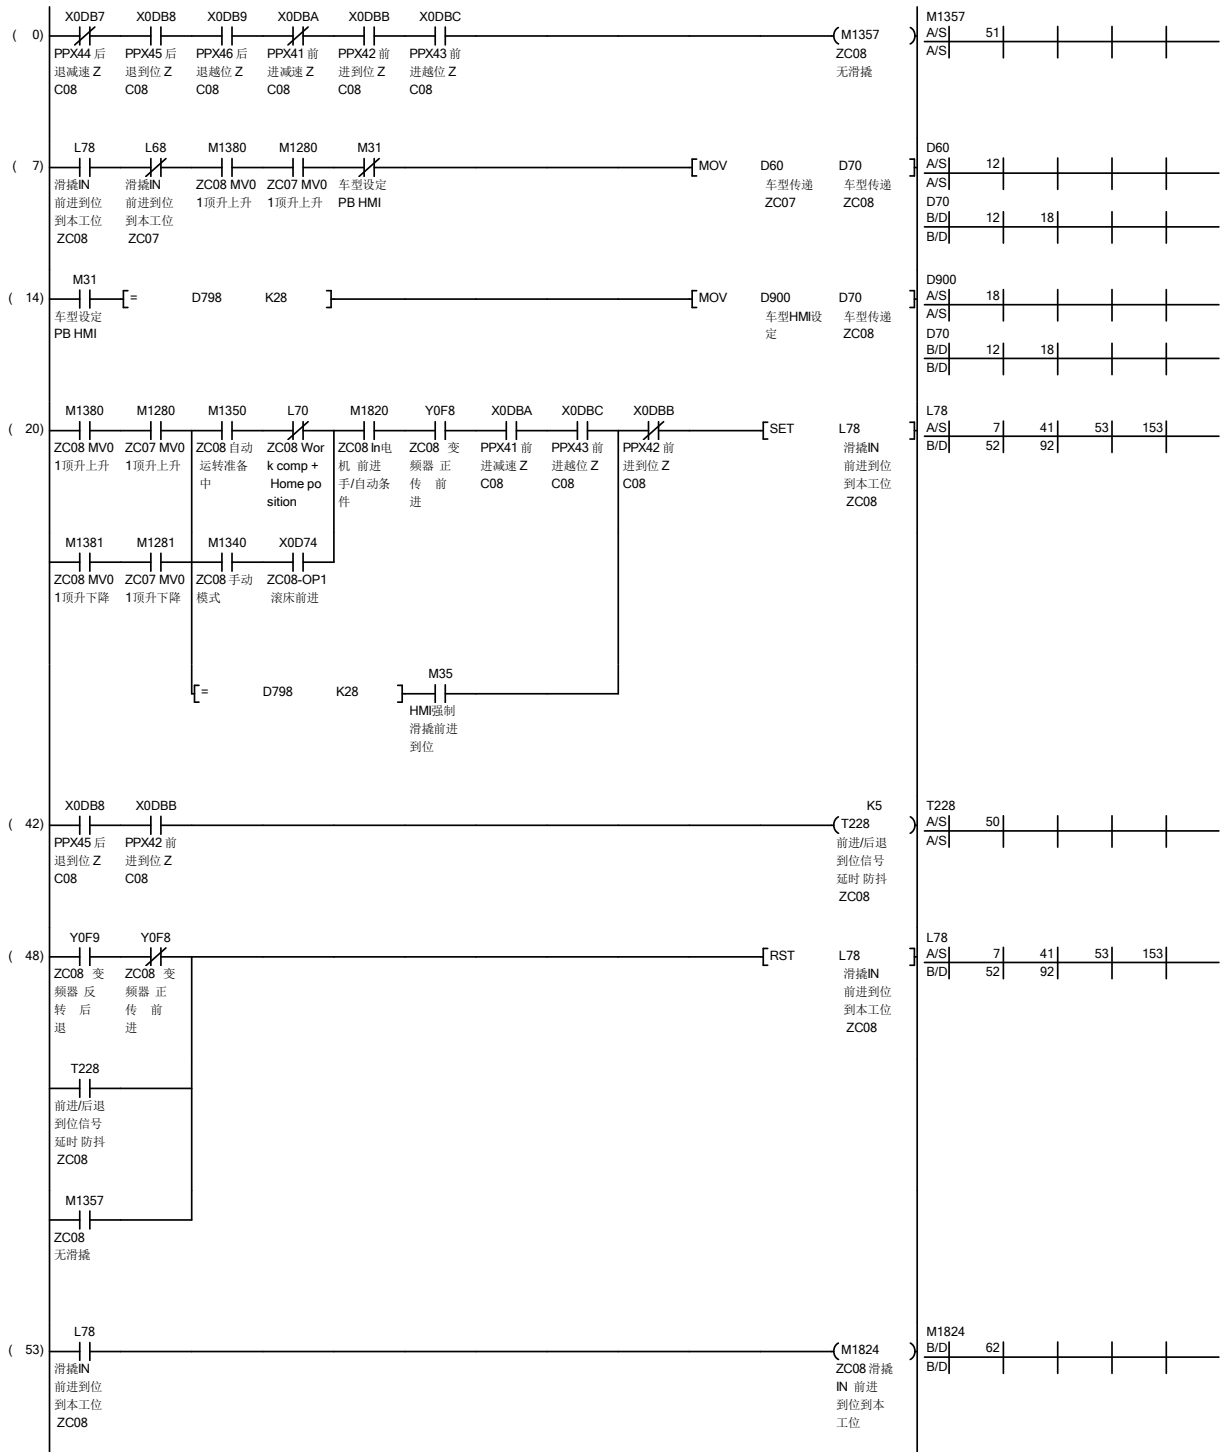 X0DB7 X0DB8 X0DB9 X0DBA X0DBB X0DBC M1357
( 0) M1357 A/S 51
PPX44 后 PPX45 后 PPX46 后 PPX41 前 PPX42 前 PPX43 前 ZC08 A/S
退减速 Z 退到位 Z 退越位 Z 进减速 Z 进到位 Z 进越位 Z 无滑撬
C08 C08 C08 C08 C08 C08
L78 L68 M1380 M1280 M31 D60
( 7) MOV D60 D70 A/S 12
滑撬IN 滑撬IN ZC08 MV0 ZC07 MV0 车型设定 车型传递 车型传递 A/S
前进到位 前进到位 1顶升上升 1顶升上升 PB HMI ZC07 ZC08 D70
到本工位 到本工位 B/D 12 18
ZC08 ZC07 B/D
M31 D900
( 14) = D798 K28 MOV D900 D70 A/S 18
车型设定 车型HMI设 车型传递 A/S
PB HMI 定 ZC08 D70
B/D 12 18
B/D
M1380 M1280 M1350 L70 M1820 Y0F8 X0DBA X0DBC X0DBB L78
( 20) SET L78 A/S 7 41 53 153
ZC08 MV0 ZC07 MV0 ZC08 自动 ZC08 Wor ZC08 In电 ZC08 变 PPX41 前 PPX43 前 PPX42 前 滑撬IN B/D 52 92
1顶升上升 1顶升上升 运转准备 k comp + 机 前进 频器 正 进减速 Z 进越位 Z 进到位 Z 前进到位
中 Home po 手/自动条 传 前 C08 C08 C08 到本工位
sition 件 进 ZC08
M1381 M1281 M1340 X0D74
ZC08 MV0 ZC07 MV0 ZC08 手动 ZC08-OP1
1顶升下降 1顶升下降 模式 滚床前进
M35
= D798 K28
HMI强制
滑撬前进
到位
X0DB8 X0DBB K5 T228
( 42) T228 A/S 50
PPX45 后 PPX42 前 前进/后退 A/S
退到位 Z 进到位 Z 到位信号
C08 C08 延时 防抖
ZC08
Y0F9 Y0F8 L78
( 48) RST L78 A/S 7 41 53 153
ZC08 变 ZC08 变 滑撬IN B/D 52 92
频器 反 频器 正 前进到位
转 后 传 前 到本工位
退 进 ZC08
T228
前进/后退
到位信号
延时 防抖
ZC08
M1357
ZC08
无滑撬
L78 M1824
( 53) M1824 B/D 62
滑撬IN ZC08 滑撬 B/D
前进到位 IN 前进
到本工位 到位到本
ZC08 工位